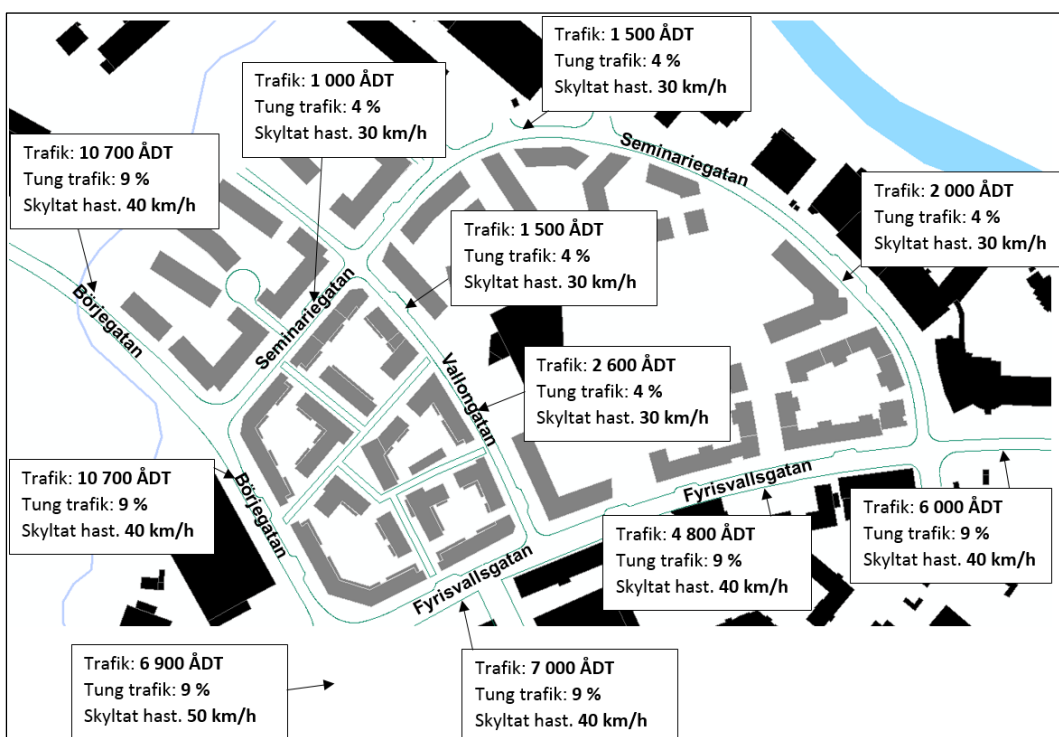 Trafik: 1 500 ÅDT
Tung trafik: 4 %
Skyltat hast. 30 km/h
Trafik: 1 000 ÅDT
Tung trafik: 4 %
Skyltat hast. 30 km/h
Trafik: 10 700 ÅDT
Tung trafik: 9 %
Skyltat hast. 40 km/h
Seminariegatan
Trafik: 2 000 ÅDT
Tung trafik: 4 %
Skyltat hast. 30 km/h
Trafik: 1 500 ÅDT
Tung trafik: 4 %
Skyltat hast. 30 km/h
Börjegatan
Seminariegatan
Vallongatan
Trafik: 2 600 ÅDT
Tung trafik: 4 %
Skyltat hast. 30 km/h
Trafik: 10 700 ÅDT
Tung trafik: 9 %
Skyltat hast. 40 km/h
Börjegatan
Fyrisvallsgatan
Trafik: 6 000 ÅDT
Tung trafik: 9 %
Skyltat hast. 40 km/h
Trafik: 4 800 ÅDT
Tung trafik: 9 %
Skyltat hast. 40 km/h
Fyrisvallsgatan
Trafik: 6 900 ÅDT
Tung trafik: 9 %
Skyltat hast. 50 km/h
Trafik: 7 000 ÅDT
Tung trafik: 9 %
Skyltat hast. 40 km/h